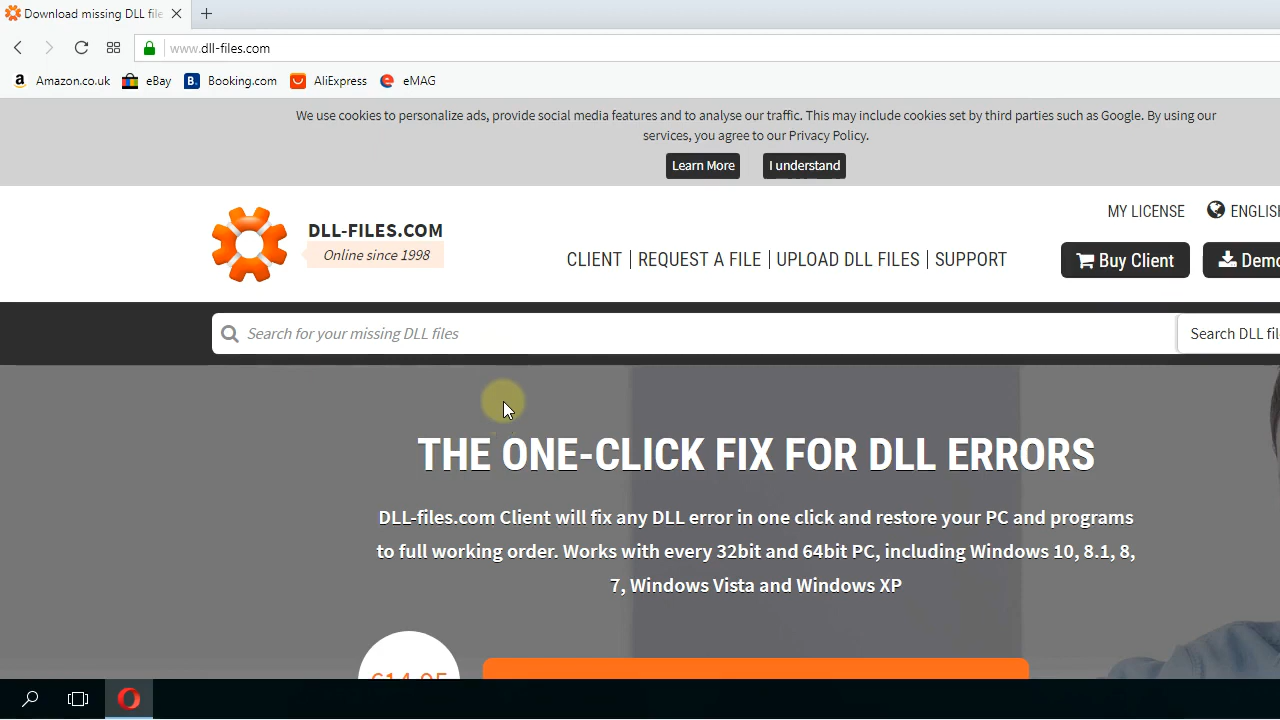 Download missing DLL file
www.dll-files.com
a Amazon.co.uk eBay B. Booking.com AliExpress e eMAG
We use cookies to personalize ads, provide social media features and to analyse our traffic. This may include cookies set by third parties such as Google. By using our
services, you agree to our Privacy Policy.
Learn More I understand
MY LICENSE ENGLISH
DLL-FILES.COM
Online since 1998
CLIENT | REQUEST A FILE | UPLOAD DLL FILES | SUPPORT
Buy Client Demo
Search for your missing DLL files
Search DLL fil
THE ONE-CLICK FIX FOR DLL ERRORS
DLL-files.com Client will fix any DLL error in one click and restore your PC and programs
to full working order. Works with every 32bit and 64bit PC, including Windows 10, 8.1, 8,
7, Windows Vista and Windows XP